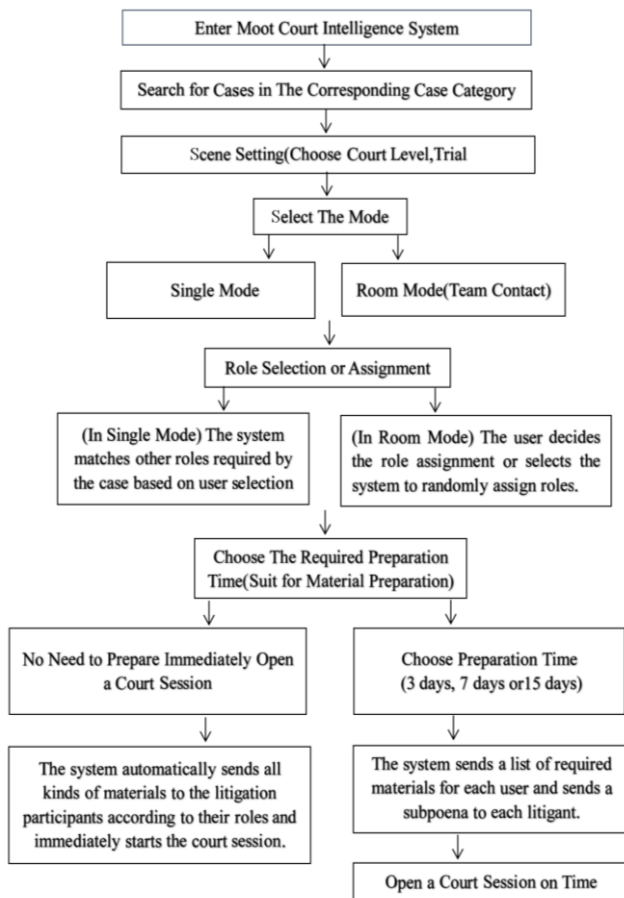 Enter Moot Court Intelligence System
Search for Cases in The Corresponding Case Category
Scene Setting(Choose Court Level,Trial
Select The Mode
Single Mode
Room Mode(Team Contact)
Role Selection or Assignment
(In Single Mode) The system
matches other roles required by
the case based on user selection
(In Room Mode) The user decides
the role assignment or selects the
system to randomly assign roles.
Choose The Required Preparation
Time(Suit for Material Preparation)
No Need to Prepare Immediately Open
a Court Session
Choose Preparation Time
(3 days, 7 days or15 days)
The system automatically sends all
kinds of materials to the litigation
participants according to their roles and
immediately starts the court session.
The system sends a list of required
materials for each user and sends a
subpoena to each litigant.
Open a Court Session on Time